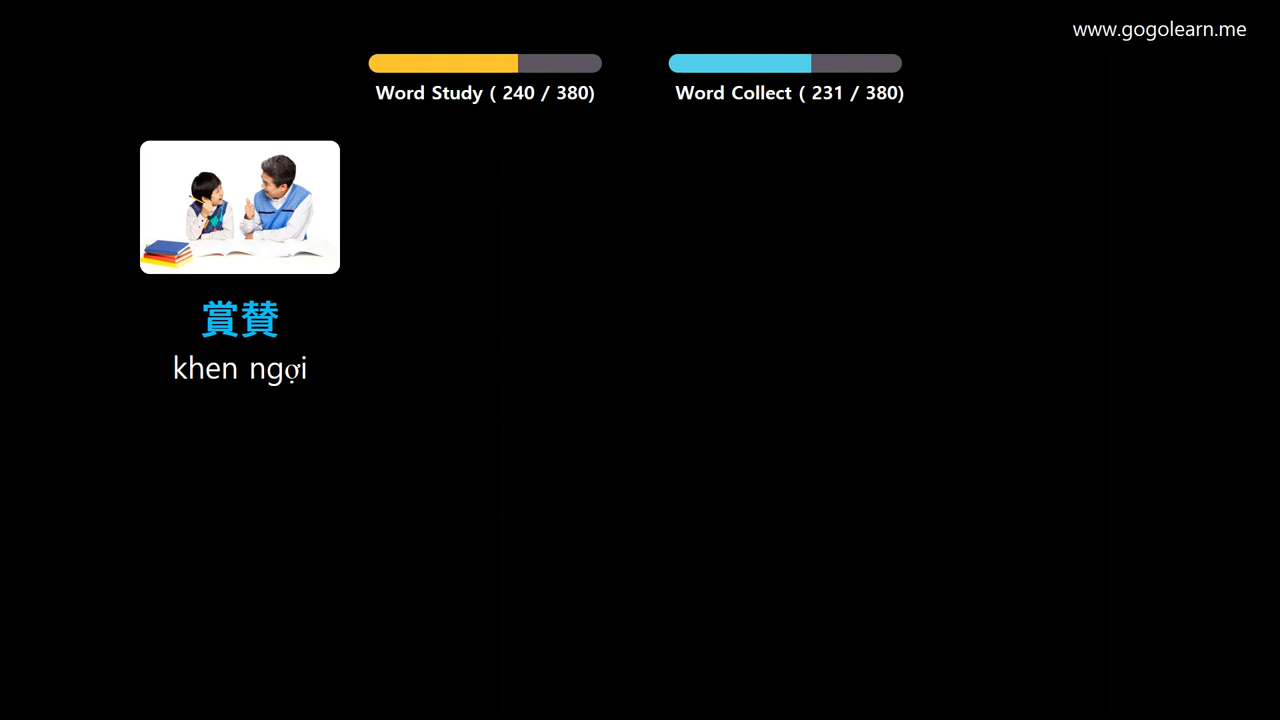 www.gogolearn.me
Word Study ( 240 / 380)
Word Collect ( 231 / 380)
賞賛
khen ngợi